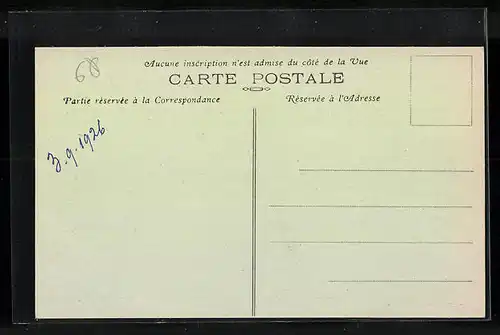 68
Aucune inscription n'est admise du côté de la Vue
CARTE POSTALE
Partie réservée à la Correspondance
Réservée à l'Adresse
3.9.1926